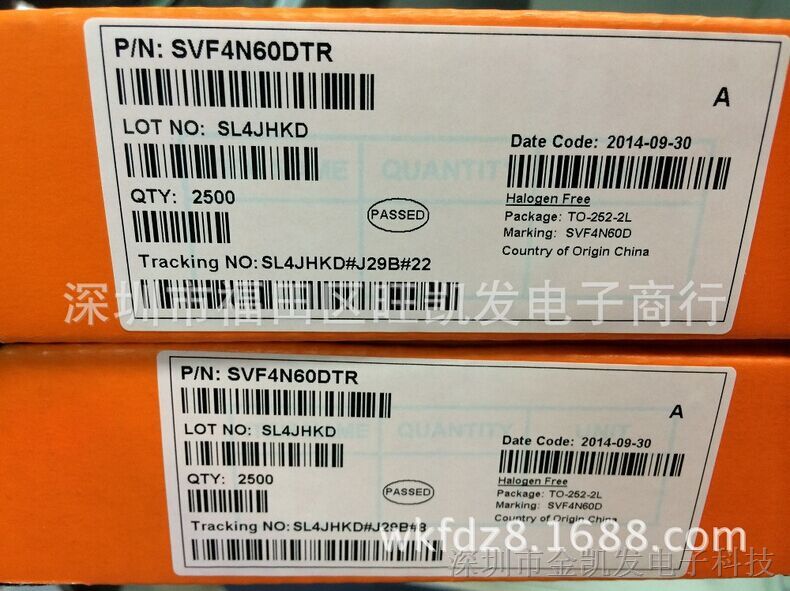 P/N: SVF4N60DTR
A
LOT NO: SL4JHKD
Date Code: 2014-09-30
QUANTITY
QTY: 2500
PASSED
Halogen Free
Package: TO-252-2L
Marking: SVF4N60D
Country of Origin China
Tracking NO:SL4JHKD#J29B#22
深圳市福田区旺凯发电子商行
P/N: SVF4N60DTR
A
LOT NO: SL4JHKD
QUANTITY
UNIT
Date Code: 2014-09-30
QTY: 2500
PASSED
Halogen Free
Package: TO-252-2L
Marking: SVF4N60D
Country of Origin China
Tracking NO:SL4JHKD#J29B#8
wkfdz8.1688.com
深圳市金凯发电子科技